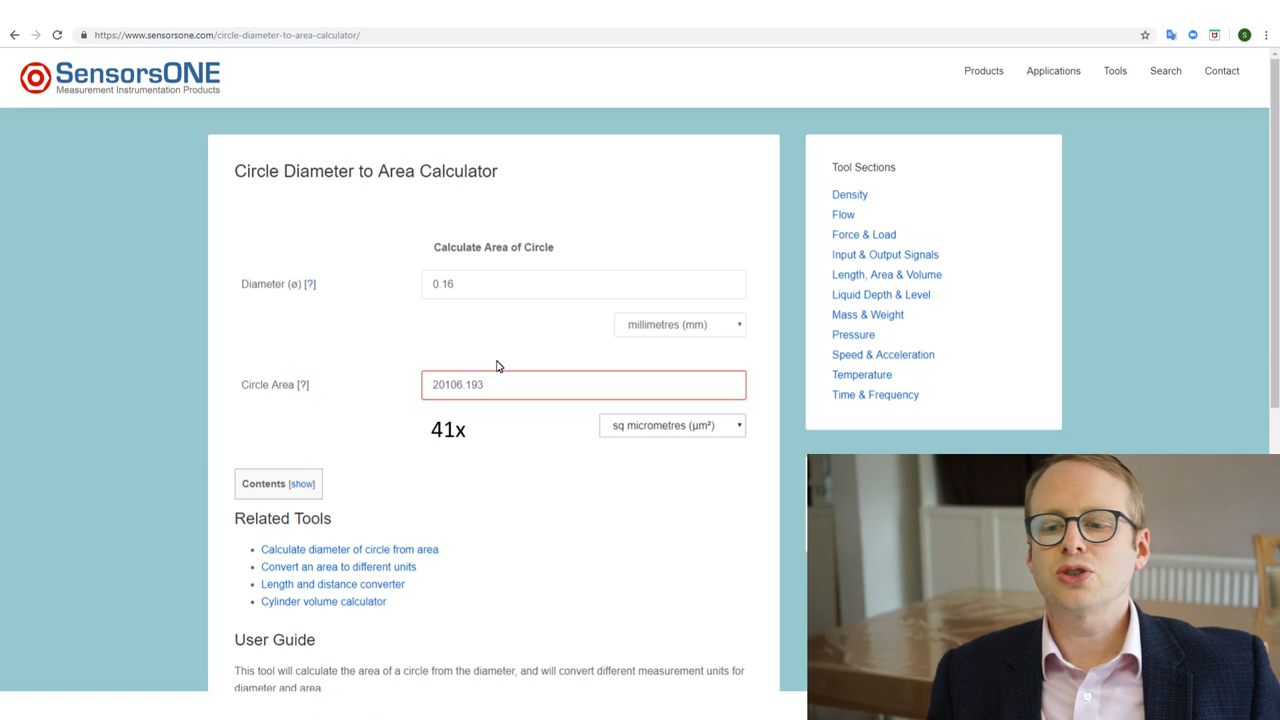 https://www.sensorsone.com/circle-diameter-to-area-calculator/
S
SensorsONE
Measurement Instrumentation Products
Products Applications Tools Search Contact
Circle Diameter to Area Calculator
Calculate Area of Circle
Diameter (ø) [?] 0.16
millimetres (mm)
Circle Area [?] 20106.193
41x sq micrometres (µm²)
Contents [show]
Related Tools
Calculate diameter of circle from area
Convert an area to different units
Length and distance converter
Cylinder volume calculator
User Guide
This tool will calculate the area of a circle from the diameter, and will convert different measurement units for
diameter and area.
Tool Sections
Density
Flow
Force & Load
Input & Output Signals
Length, Area & Volume
Liquid Depth & Level
Mass & Weight
Pressure
Speed & Acceleration
Temperature
Time & Frequency